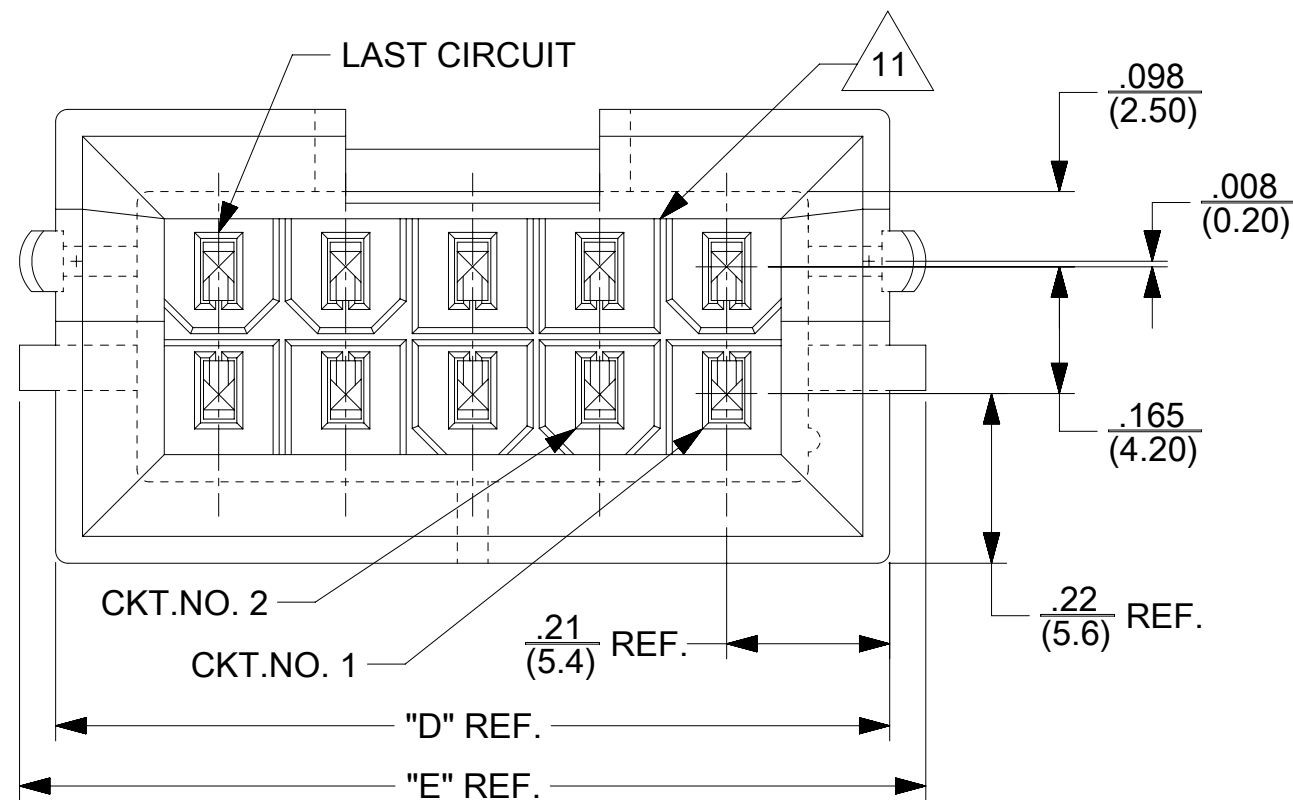 LAST CIRCUIT
11
.098
(2.50)
.008
(0.20)
.165
(4.20)
CKT.NO. 2
CKT.NO. 1
.21
(5.4) REF.
.22
(5.6) REF.
"D" REF.
"E" REF.